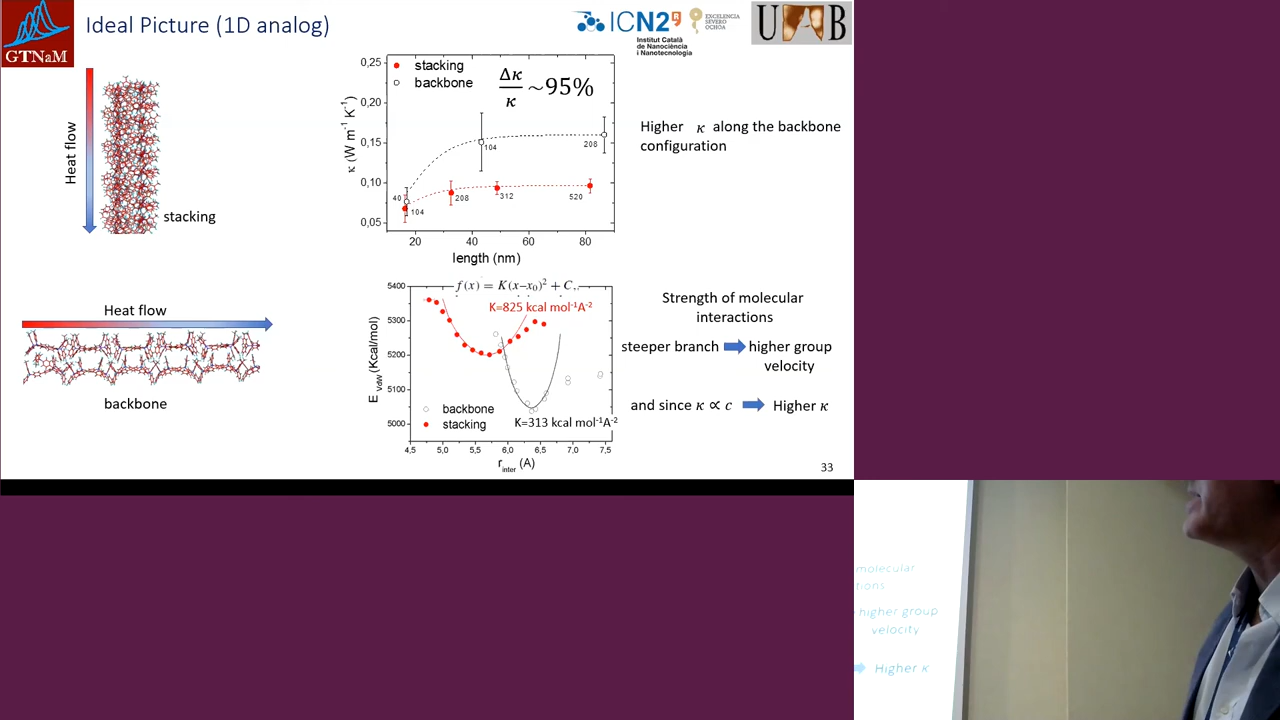 GTNaM
Ideal Picture (1D analog)
ICN2
Institut Català
de Nanociència
i Nanotecnologia
EXCELENCIA
SEVERO
OCHOA
UAB
Heat flow
stacking
Heat flow
backbone
stacking
backbone
Δκ/κ ~95%
κ (W m⁻¹ K⁻¹)
0,25
0,20
0,15
0,10
0,05
104
208
40
104
208
312
520
20 40 60 80
length (nm)
Higher κ along the backbone
configuration
f(x) = K(x–x₀)² + C,
K=825 kcal mol⁻¹A⁻²
E_VdW (Kcal/mol)
5400
5300
5200
5100
5000
backbone
stacking
K=313 kcal mol⁻¹A⁻²
4,5 5,0 5,5 6,0 6,5 7,0 7,5
r_inter (A)
Strength of molecular
interactions
steeper branch higher group
velocity
and since κ ∝ c Higher κ
33
molecular
tions
higher group
velocity
Higher κ